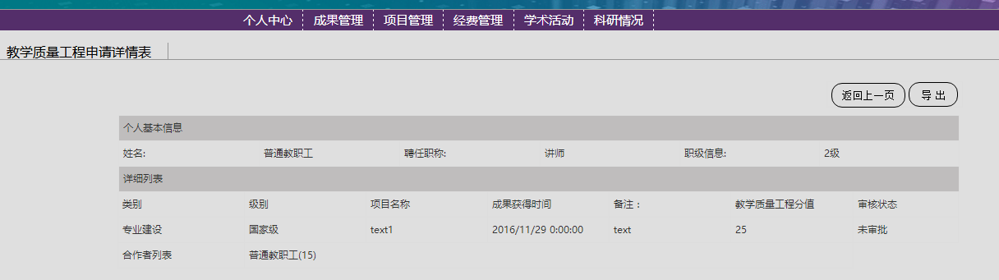 个人中心 成果管理 项目管理 经费管理 学术活动 科研情况
教学质量工程申请详情表
返回上一页 导 出
个人基本信息
姓名: 普通教职工 聘任职称: 讲师 职级信息: 2级
详细列表
类别 级别 项目名称 成果获得时间 备注： 教学质量工程分值 审核状态
专业建设 国家级 text1 2016/11/29 0:00:00 text 25 未审批
合作者列表 普通教职工(15)